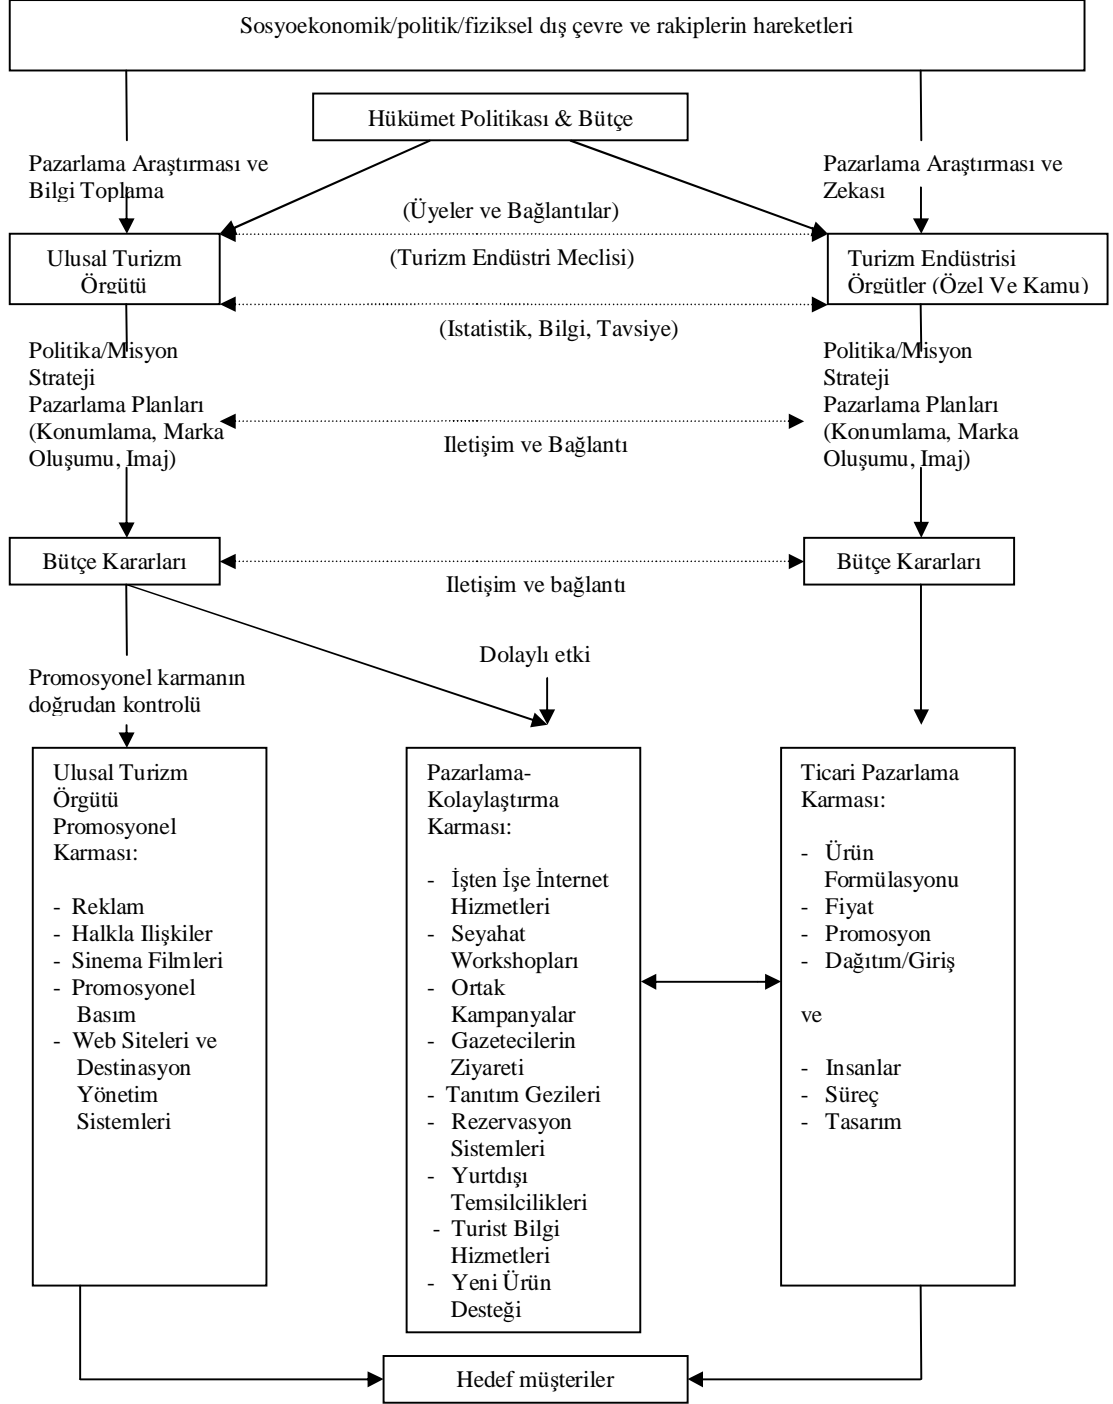 Sosyoekonomik/politik/fiziksel dış çevre ve rakiplerin hareketleri
Hükümet Politikası & Bütçe
Pazarlama Araştırması ve
Bilgi Toplama
Pazarlama Araştırması ve
Zekası
(Üyeler ve Bağlantılar)
Ulusal Turizm
Örgütü
(Turizm Endüstri Meclisi)
Turizm Endüstrisi
Örgütler (Özel Ve Kamu)
(Istatistik, Bilgi, Tavsiye)
Politika/Misyon
Strateji
Pazarlama Planları
(Konumlama, Marka
Oluşumu, Imaj)
Iletişim ve Bağlantı
Politika/Misyon
Strateji
Pazarlama Planları
(Konumlama, Marka
Oluşumu, Imaj)
Bütçe Kararları
Iletişim ve bağlantı
Bütçe Kararları
Dolaylı etki
Promosyonel karmanın
doğrudan kontrolü
Ulusal Turizm
Örgütü
Promosyonel
Karması:
- Reklam
- Halkla Ilişkiler
- Sinema Filmleri
- Promosyonel
Basım
- Web Siteleri ve
Destinasyon
Yönetim
Sistemleri
Pazarlama-
Kolaylaştırma
Karması:
- İşten İşe İnternet
Hizmetleri
- Seyahat
Workshopları
- Ortak
Kampanyalar
- Gazetecilerin
Ziyareti
- Tanıtım Gezileri
- Rezervasyon
Sistemleri
- Yurtdışı
Temsilcilikleri
- Turist Bilgi
Hizmetleri
- Yeni Ürün
Desteği
Ticari Pazarlama
Karması:
- Ürün
Formülasyonu
- Fiyat
- Promosyon
- Dağıtım/Giriş
ve
- Insanlar
- Süreç
- Tasarım
Hedef müşteriler